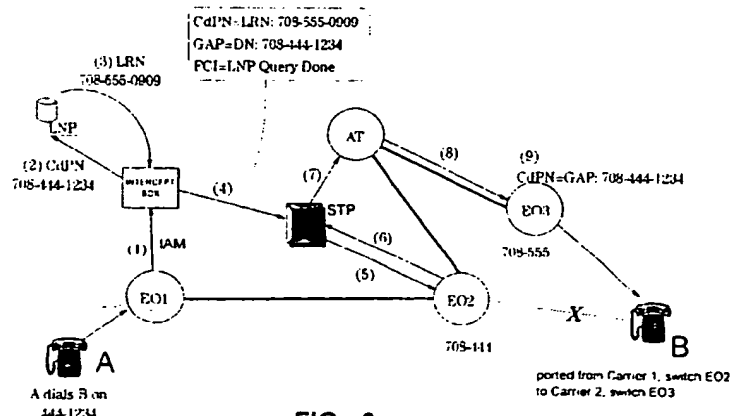 CdPN=LRN: 708-555-0909
GAP=DN: 708-444-1234
FCI=LNP Query Done
(3) LRN
708-555-0909
LNP
(2) CdPN
708-444-1234
INTERCEPT
BOX
(4)
(7)
AT
(8)
(9)
CdPN=GAP: 708-444-1234
STP
EO3
708-555
(1)
IAM
(6)
(5)
EO1
EO2
X
708-444
A
B
A dials B on
444-1234
ported from Carrier 1, switch EO2
to Carrier 2, switch EO3